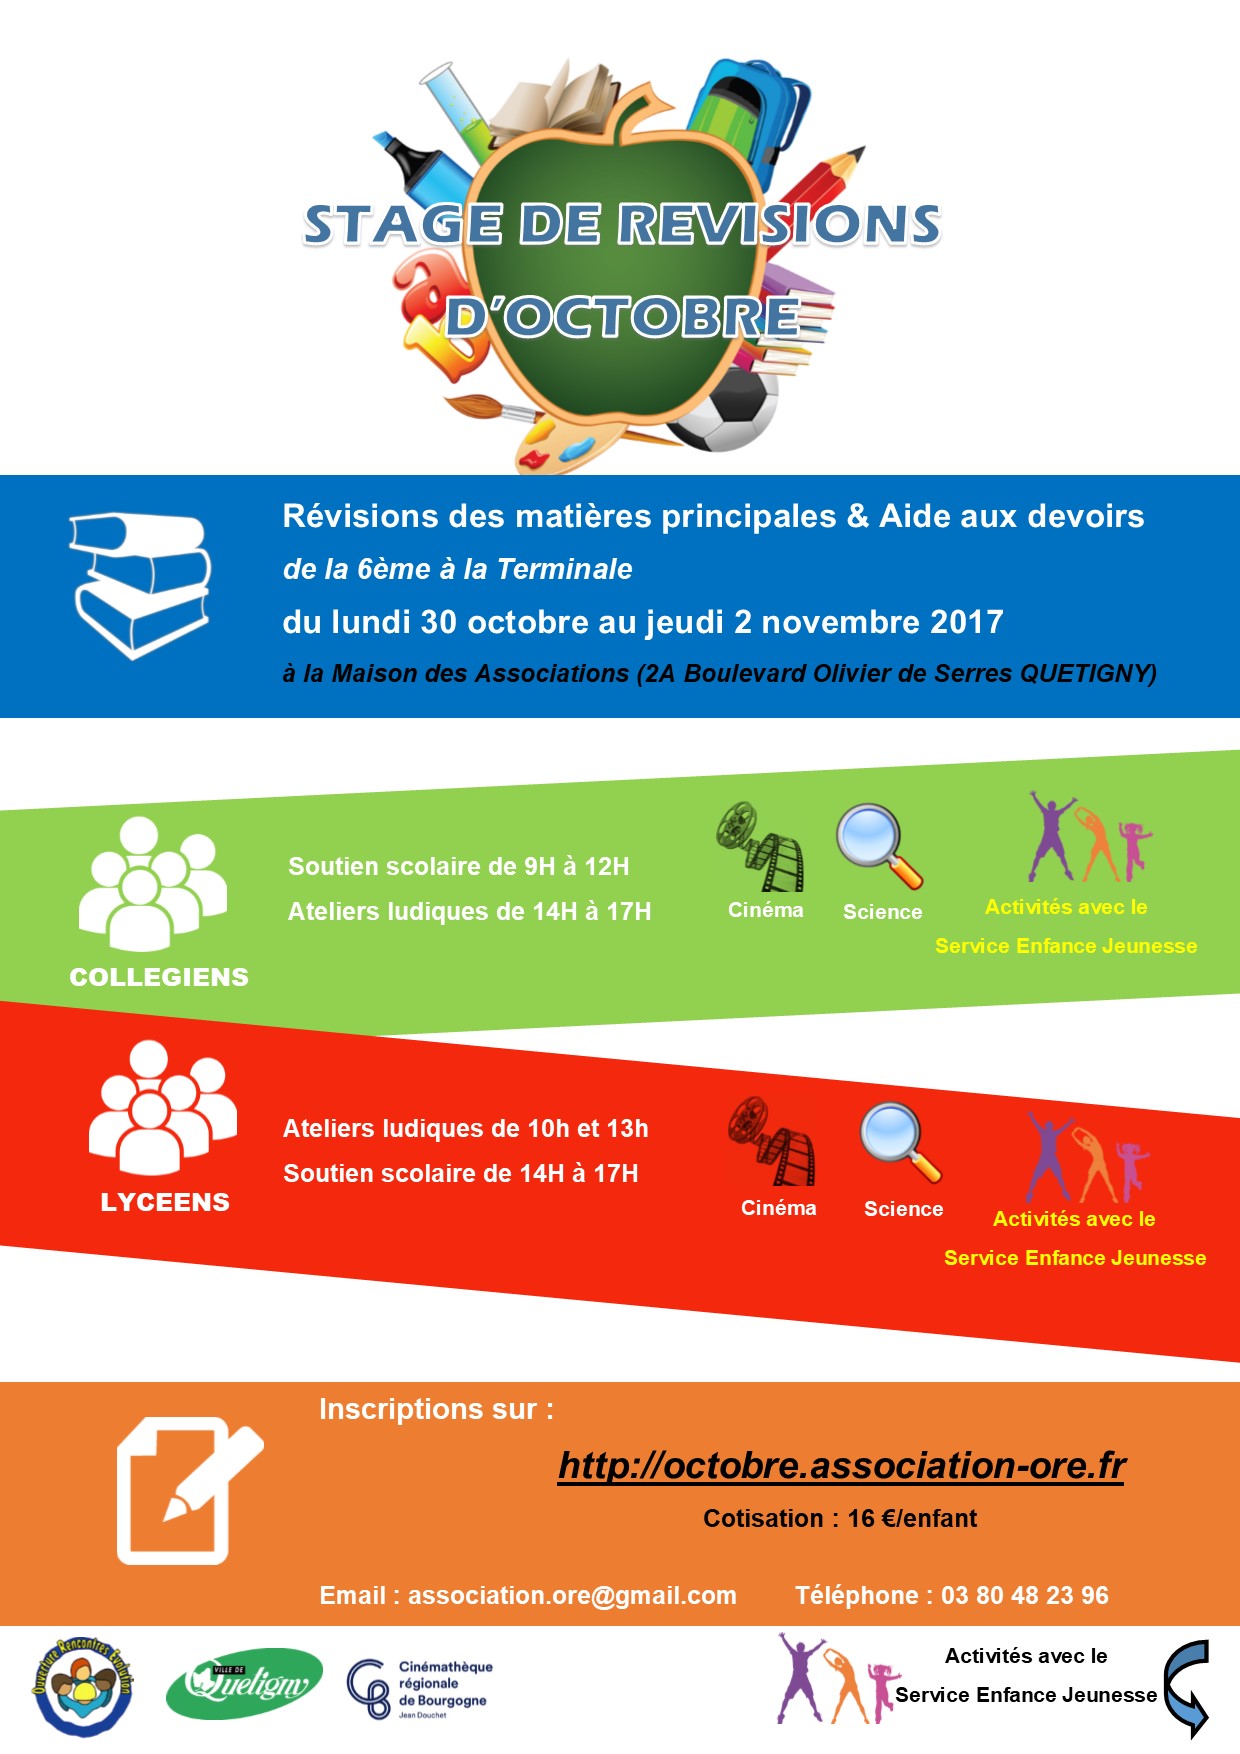 STAGE DE REVISIONS
D'OCTOBRE
Révisions des matières principales & Aide aux devoirs
de la 6ème à la Terminale
du lundi 30 octobre au jeudi 2 novembre 2017
à la Maison des Associations (2A Boulevard Olivier de Serres QUETIGNY)
COLLEGIENS
Soutien scolaire de 9H à 12H
Ateliers ludiques de 14H à 17H
Cinéma
Science
Activités avec le
Service Enfance Jeunesse
LYCEENS
Ateliers ludiques de 10h et 13h
Soutien scolaire de 14H à 17H
Cinéma
Science
Activités avec le
Service Enfance Jeunesse
Inscriptions sur :
http://octobre.association-ore.fr
Cotisation : 16 €/enfant
Email : association.ore@gmail.com Téléphone : 03 80 48 23 96
Ouverture Rencontres Evolution
VILLE DE
Quetigny
Cinémathèque
régionale
de Bourgogne
Jean Douchet
Activités avec le
Service Enfance Jeunesse